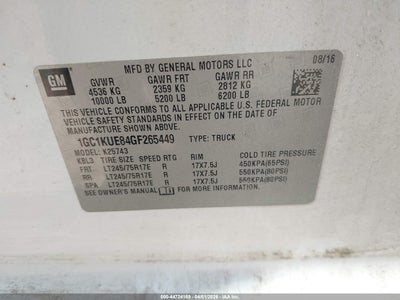 GM
MFD BY GENERAL MOTORS LLC
08/16
GVWR GAWR FRT GAWR RR
4536 KG 2359 KG 2812 KG
10000 LB 5200 LB 6200 LB
THIS VEHICLE CONFORMS TO ALL APPLICABLE U.S. FEDERAL MOTOR
VEHICLE SAFETY STANDARDS IN EFFECT ON THE DATE OF
MANUFACTURE SHOWN ABOVE.
1GC1KUE84GF265449 TYPE: TRUCK
MODEL: K25743
KBL3 TIRE SIZE SPEED RTG RIM COLD TIRE PRESSURE
FRT LT245/75R17E R 17X7.5J 450KPA(65PSI)
RR LT245/75R17E R 17X7.5J 550KPA(80PSI)
SPA LT245/75R17E R 17X7.5J 550KPA(80PSI)
SEE OWNER'S MANUAL FOR MORE INFORMATION.